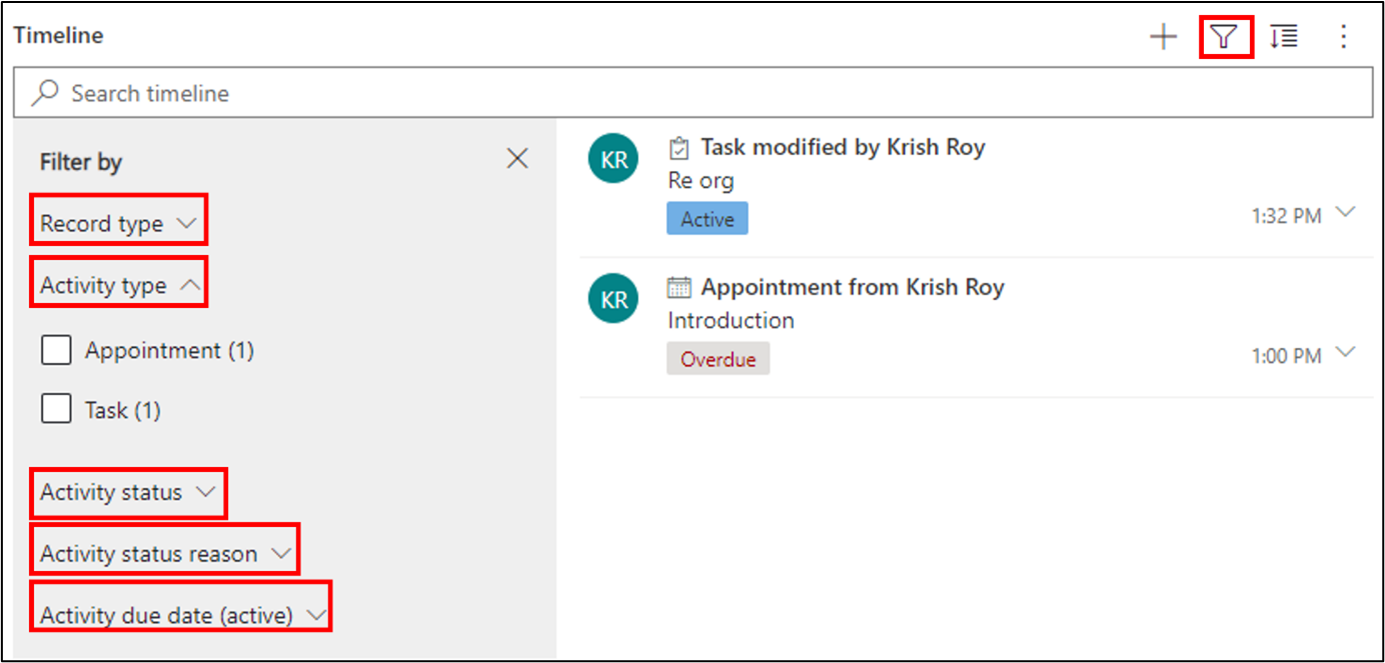 Timeline
Search timeline
Filter by
Record type
Activity type
Appointment (1)
Task (1)
Activity status
Activity status reason
Activity due date (active)
KR
Task modified by Krish Roy
Re org
Active
1:32 PM
KR
Appointment from Krish Roy
Introduction
Overdue
1:00 PM